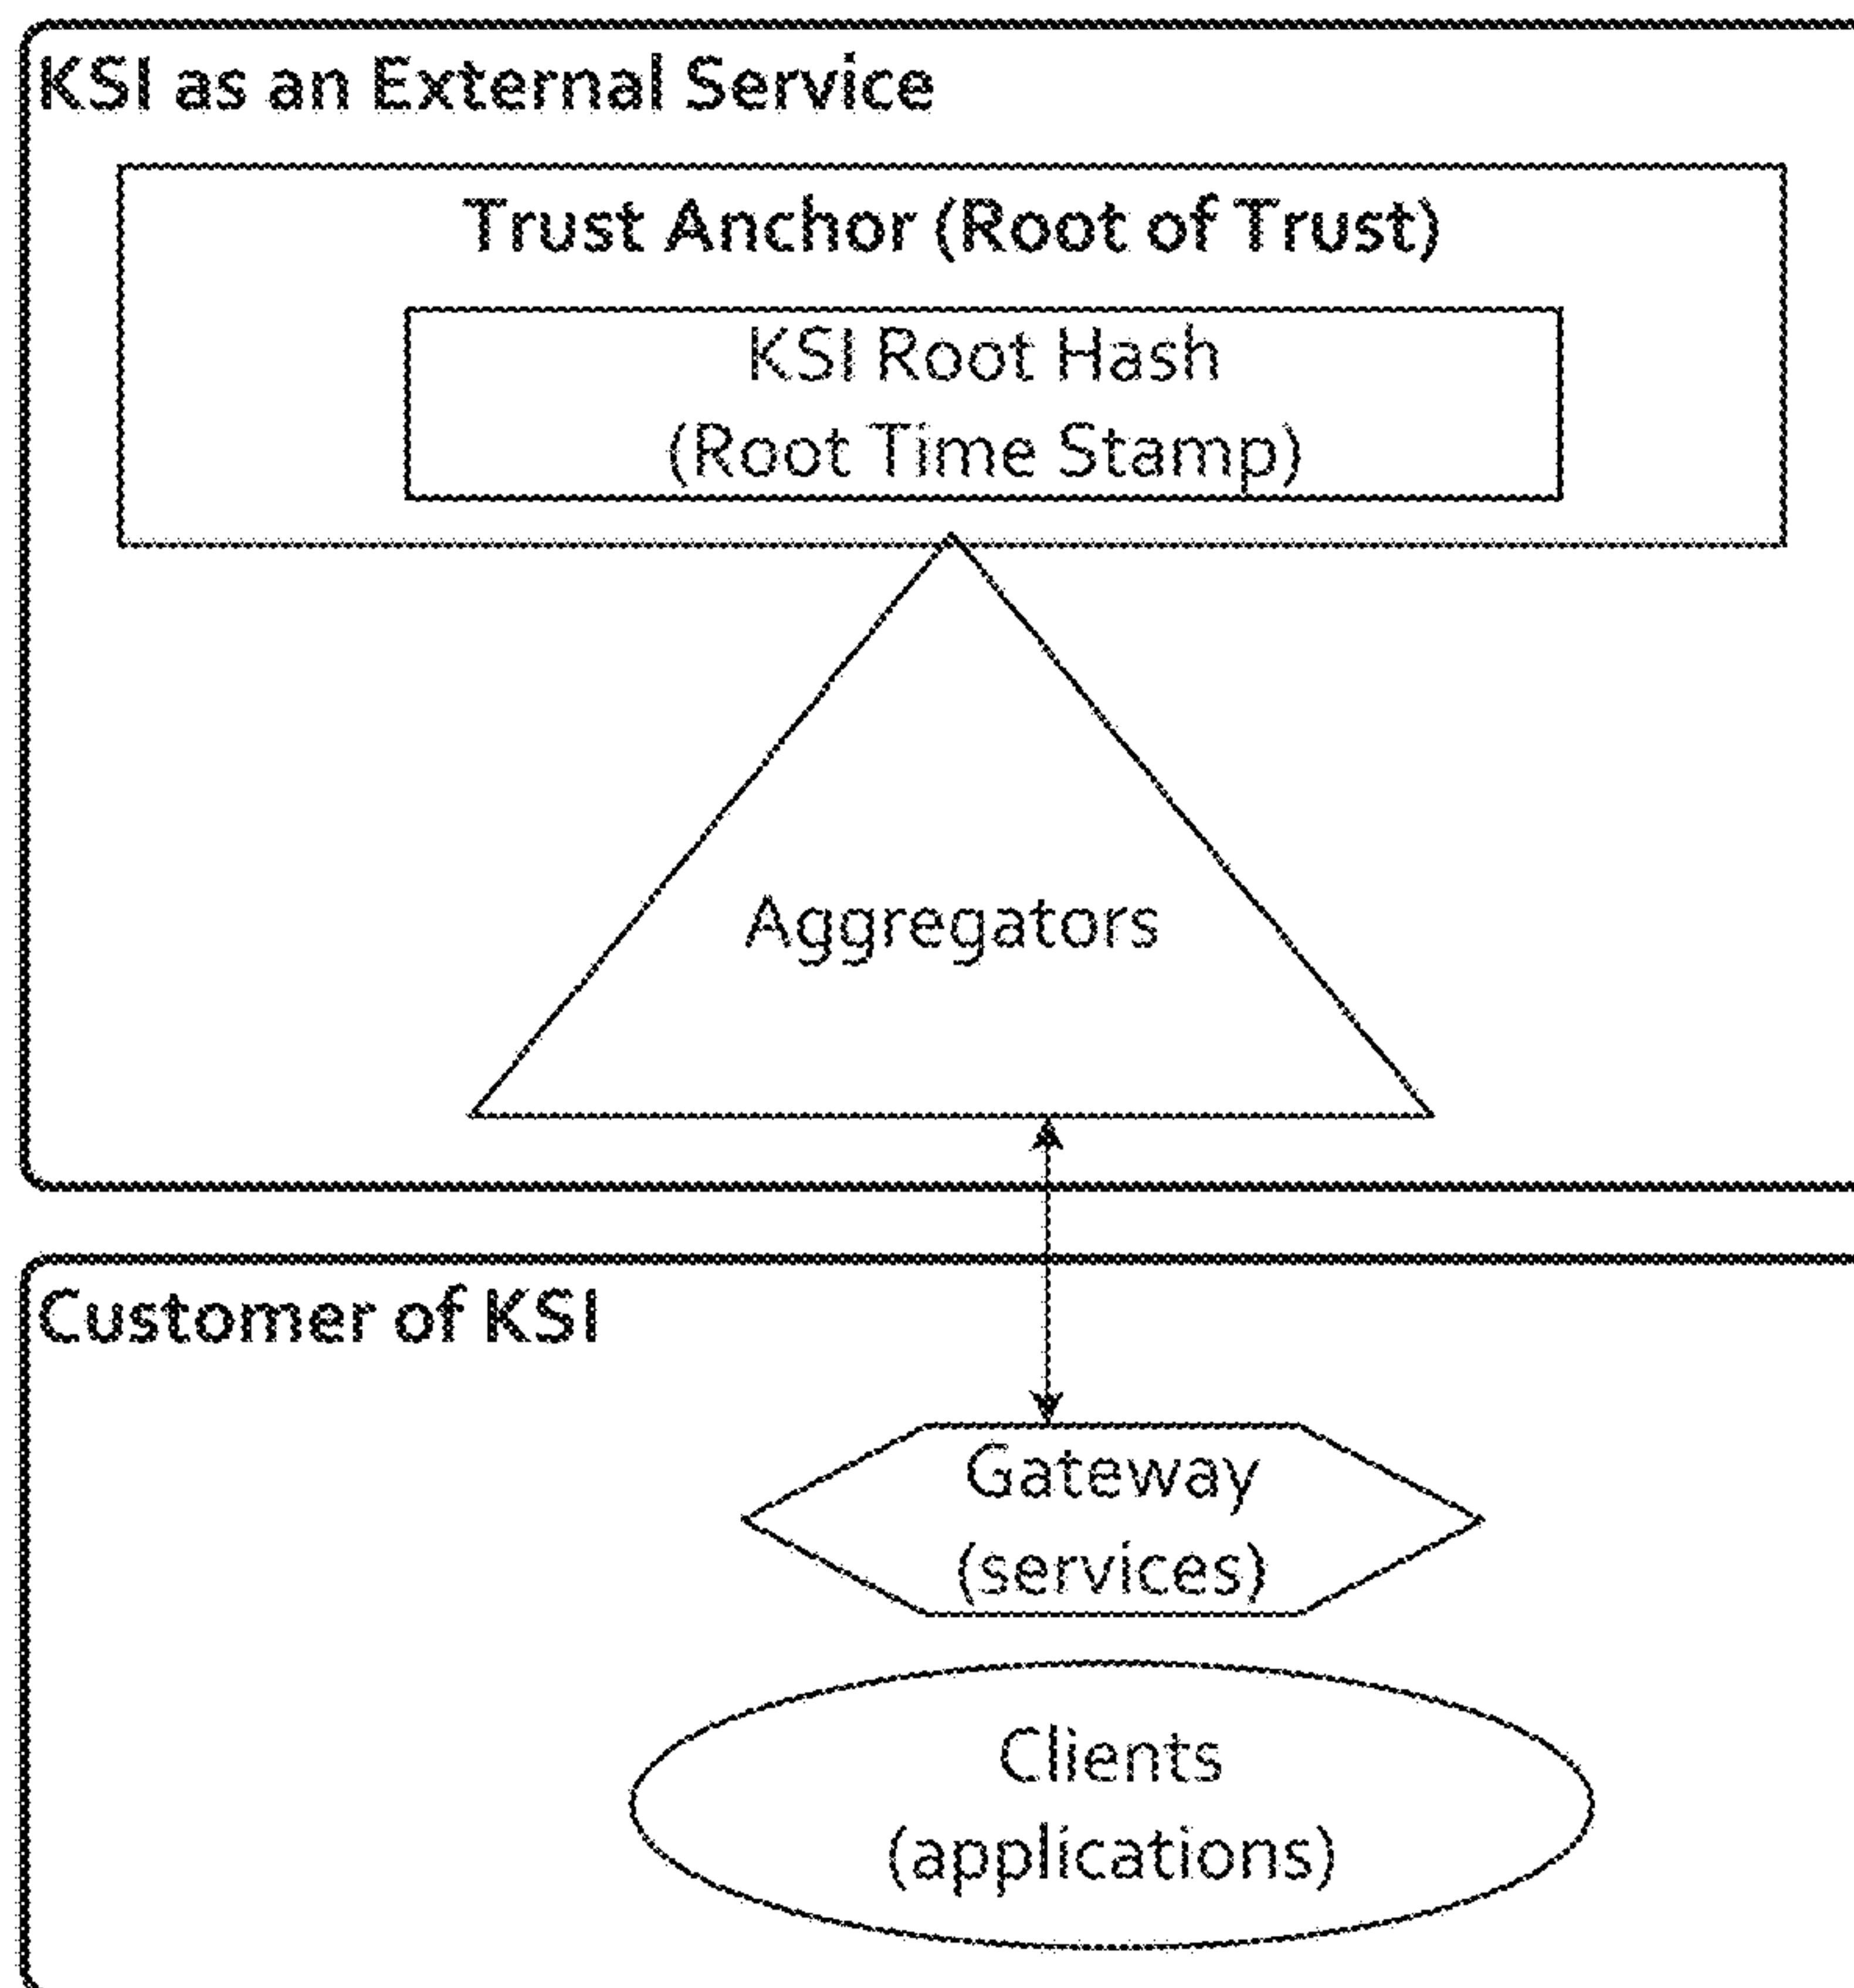 KSI as an External Service
Trust Anchor (Root of Trust)
KSI Root Hash
(Root Time Stamp)
Aggregators
Customer of KSI
Gateway
(services)
Clients
(applications)